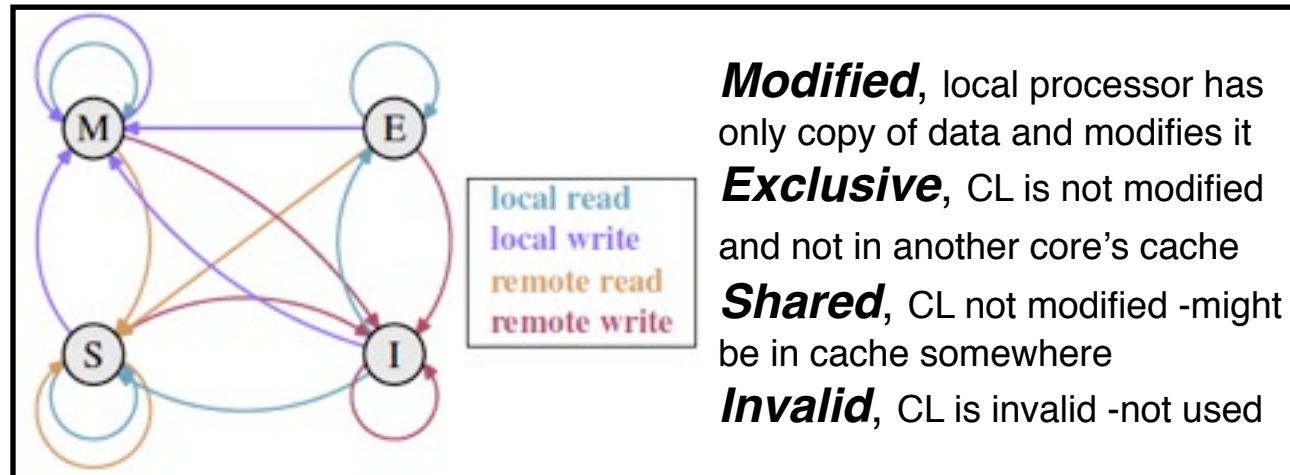 M
E
S
I
local read
local write
remote read
remote write
Modified, local processor has
only copy of data and modifies it
Exclusive, CL is not modified
and not in another core's cache
Shared, CL not modified -might
be in cache somewhere
Invalid, CL is invalid -not used